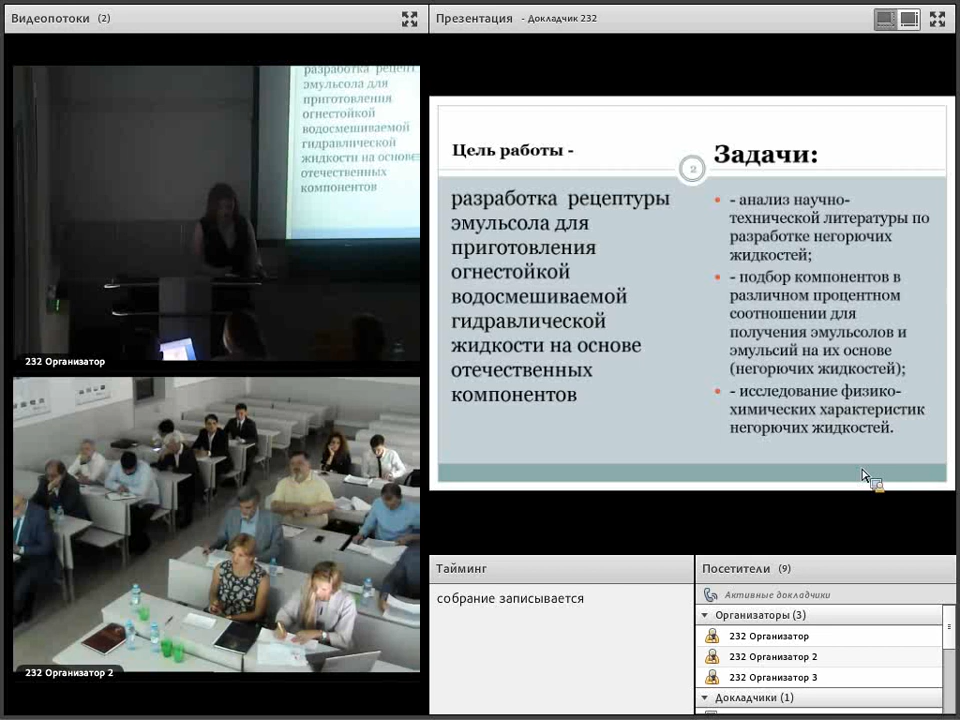 Видеопотоки (2)
разработка рецепт
эмульсола для
приготовления
огнестойкой
водосмешиваемой
гидравлической
жидкости на основе
отечественных
компонентов
232 Организатор
232 Организатор 2
Презентация - Докладчик 232
Цель работы -
2
Задачи:
разработка рецептуры
эмульсола для
приготовления
огнестойкой
водосмешиваемой
гидравлической
жидкости на основе
отечественных
компонентов
- анализ научно-
технической литературы по
разработке негорючих
жидкостей;
- подбор компонентов в
различном процентном
соотношении для
получения эмульсолов и
эмульсий на их основе
(негорючих жидкостей);
- исследование физико-
химических характеристик
негорючих жидкостей.
Тайминг
собрание записывается
Посетители (9)
Активные докладчики
Организаторы (3)
232 Организатор
232 Организатор 2
232 Организатор 3
Докладчики (1)